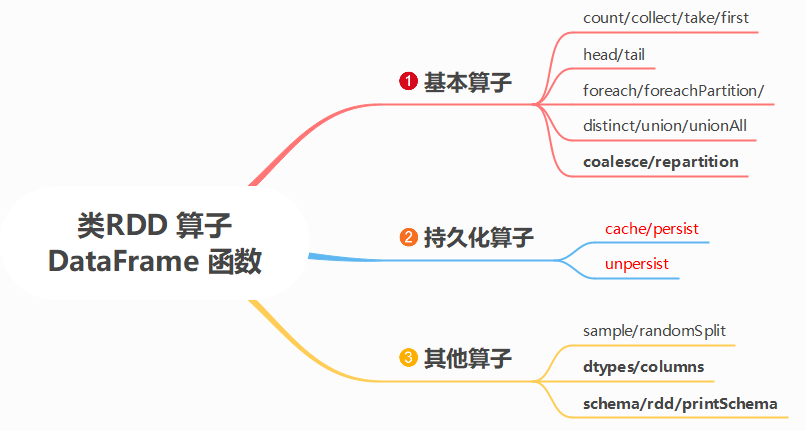 类RDD 算子
DataFrame 函数
1 基本算子
count/collect/take/first
head/tail
foreach/foreachPartition/
distinct/union/unionAll
coalesce/repartition
2 持久化算子
cache/persist
unpersist
3 其他算子
sample/randomSplit
dtypes/columns
schema/rdd/printSchema